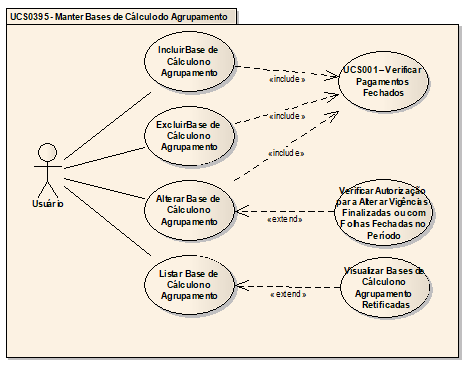 UCS0395 - Manter Bases de Cálculodo Agrupamento
IncluirBase de
Cálculono
Agrupamento
«include»
UCS001 – Verificar
Pagamentos
Fechados
ExcluirBase de
Cálculono
Agrupamento
«include»
«include»
Usuário
Alterar Base de
Cálculono
Agrupamento
«extend»
Verificar Autorização
para Alterar Vigências
Finalizadas ou com
Folhas Fechadas no
Período
Listar Base de
Cálculono
Agrupamento
«extend»
Visualizar Bases de
Cálculono
Agrupamento
Retificadas